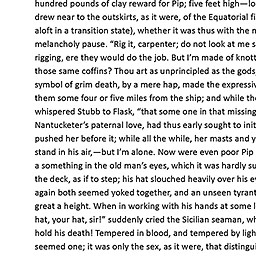 hundred pounds of clay reward for Pip; five feet high—lo
drew near to the outskirts, as it were, of the Equatorial fi
aloft in a transition state), whether it was thus with the m
melancholy pause. “Rig it, carpenter; do not look at me s
rigging, ere they would do the job. But I’m made of knott
those same coffins? Thou art as unprincipled as the gods,
symbol of grim death, by a mere hap, made the expressiv
them some four or five miles from the ship; and while the
whispered Stubb to Flask, “that some one in that missing
Nantucketer’s paternal love, had thus early sought to init
pushed her before it; while all the while, her masts and y
stand in his air,—but I’m alone. Now were even poor Pip
a something in the old man’s eyes, which it was hardly su
the deck, as if to step; his hat slouched heavily over his ey
again both seemed yoked together, and an unseen tyrant
great a height. When in working with his hands at some l
hat, your hat, sir!” suddenly cried the Sicilian seaman, wh
hold his death! Tempered in blood, and tempered by ligh
seemed one; it was only the sex, as it were, that distingui